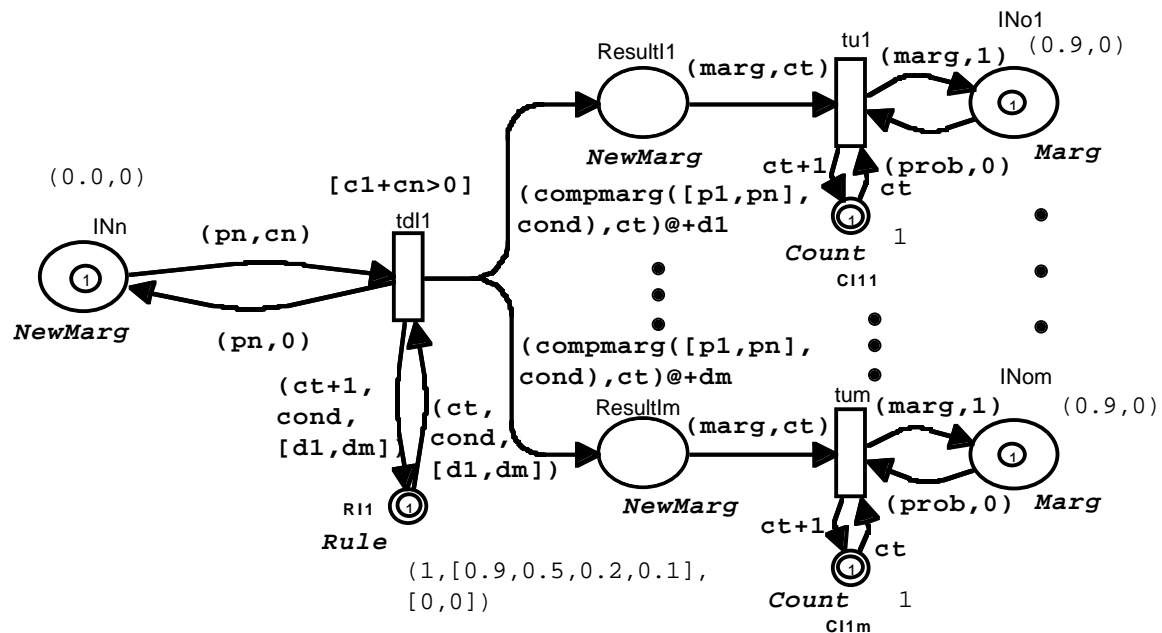 INo1
(0.9,0)
tu1
ResultI1
(marg,ct)
(marg,1)
1
NewMarg
Marg
ct+1
(prob,0)
ct
(0.0,0)
[c1+cn>0]
(compmarg([p1,pn],
cond),ct)@+d1
1
INn
tdI1
Count
1
CI11
(pn,cn)
1
NewMarg
(pn,0)
(compmarg([p1,pn],
cond),ct)@+dm
INom
(0.9,0)
tum
ResultIm
(marg,ct)
(marg,1)
(ct+1,
cond,
[d1,dm])
(ct,
cond,
[d1,dm])
1
NewMarg
Marg
RI1
1
Rule
ct+1
(prob,0)
ct
1
(1,[0.9,0.5,0.2,0.1],
[0,0])
Count
1
CI1m